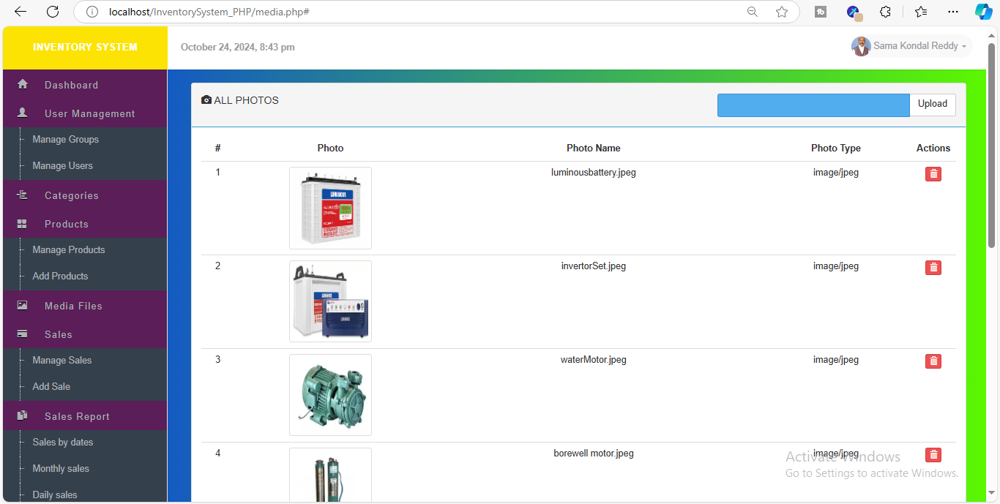 localhost/InventorySystem_PHP/media.php#
INVENTORY SYSTEM
October 24, 2024, 8:43 pm
Sama Kondal Reddy
Dashboard
User Management
Manage Groups
Manage Users
Categories
Products
Manage Products
Add Products
Media Files
Sales
Manage Sales
Add Sale
Sales Report
Sales by dates
Monthly sales
Daily sales
ALL PHOTOS
Upload
# Photo Photo Name Photo Type Actions
1 luminousbattery.jpeg image/jpeg
LUMINOUS
2 invertorSet.jpeg image/jpeg
LUMINOUS
3 waterMotor.jpeg image/jpeg
4 borewell motor.jpeg image/jpeg
Activate Windows
Go to Settings to activate Windows.